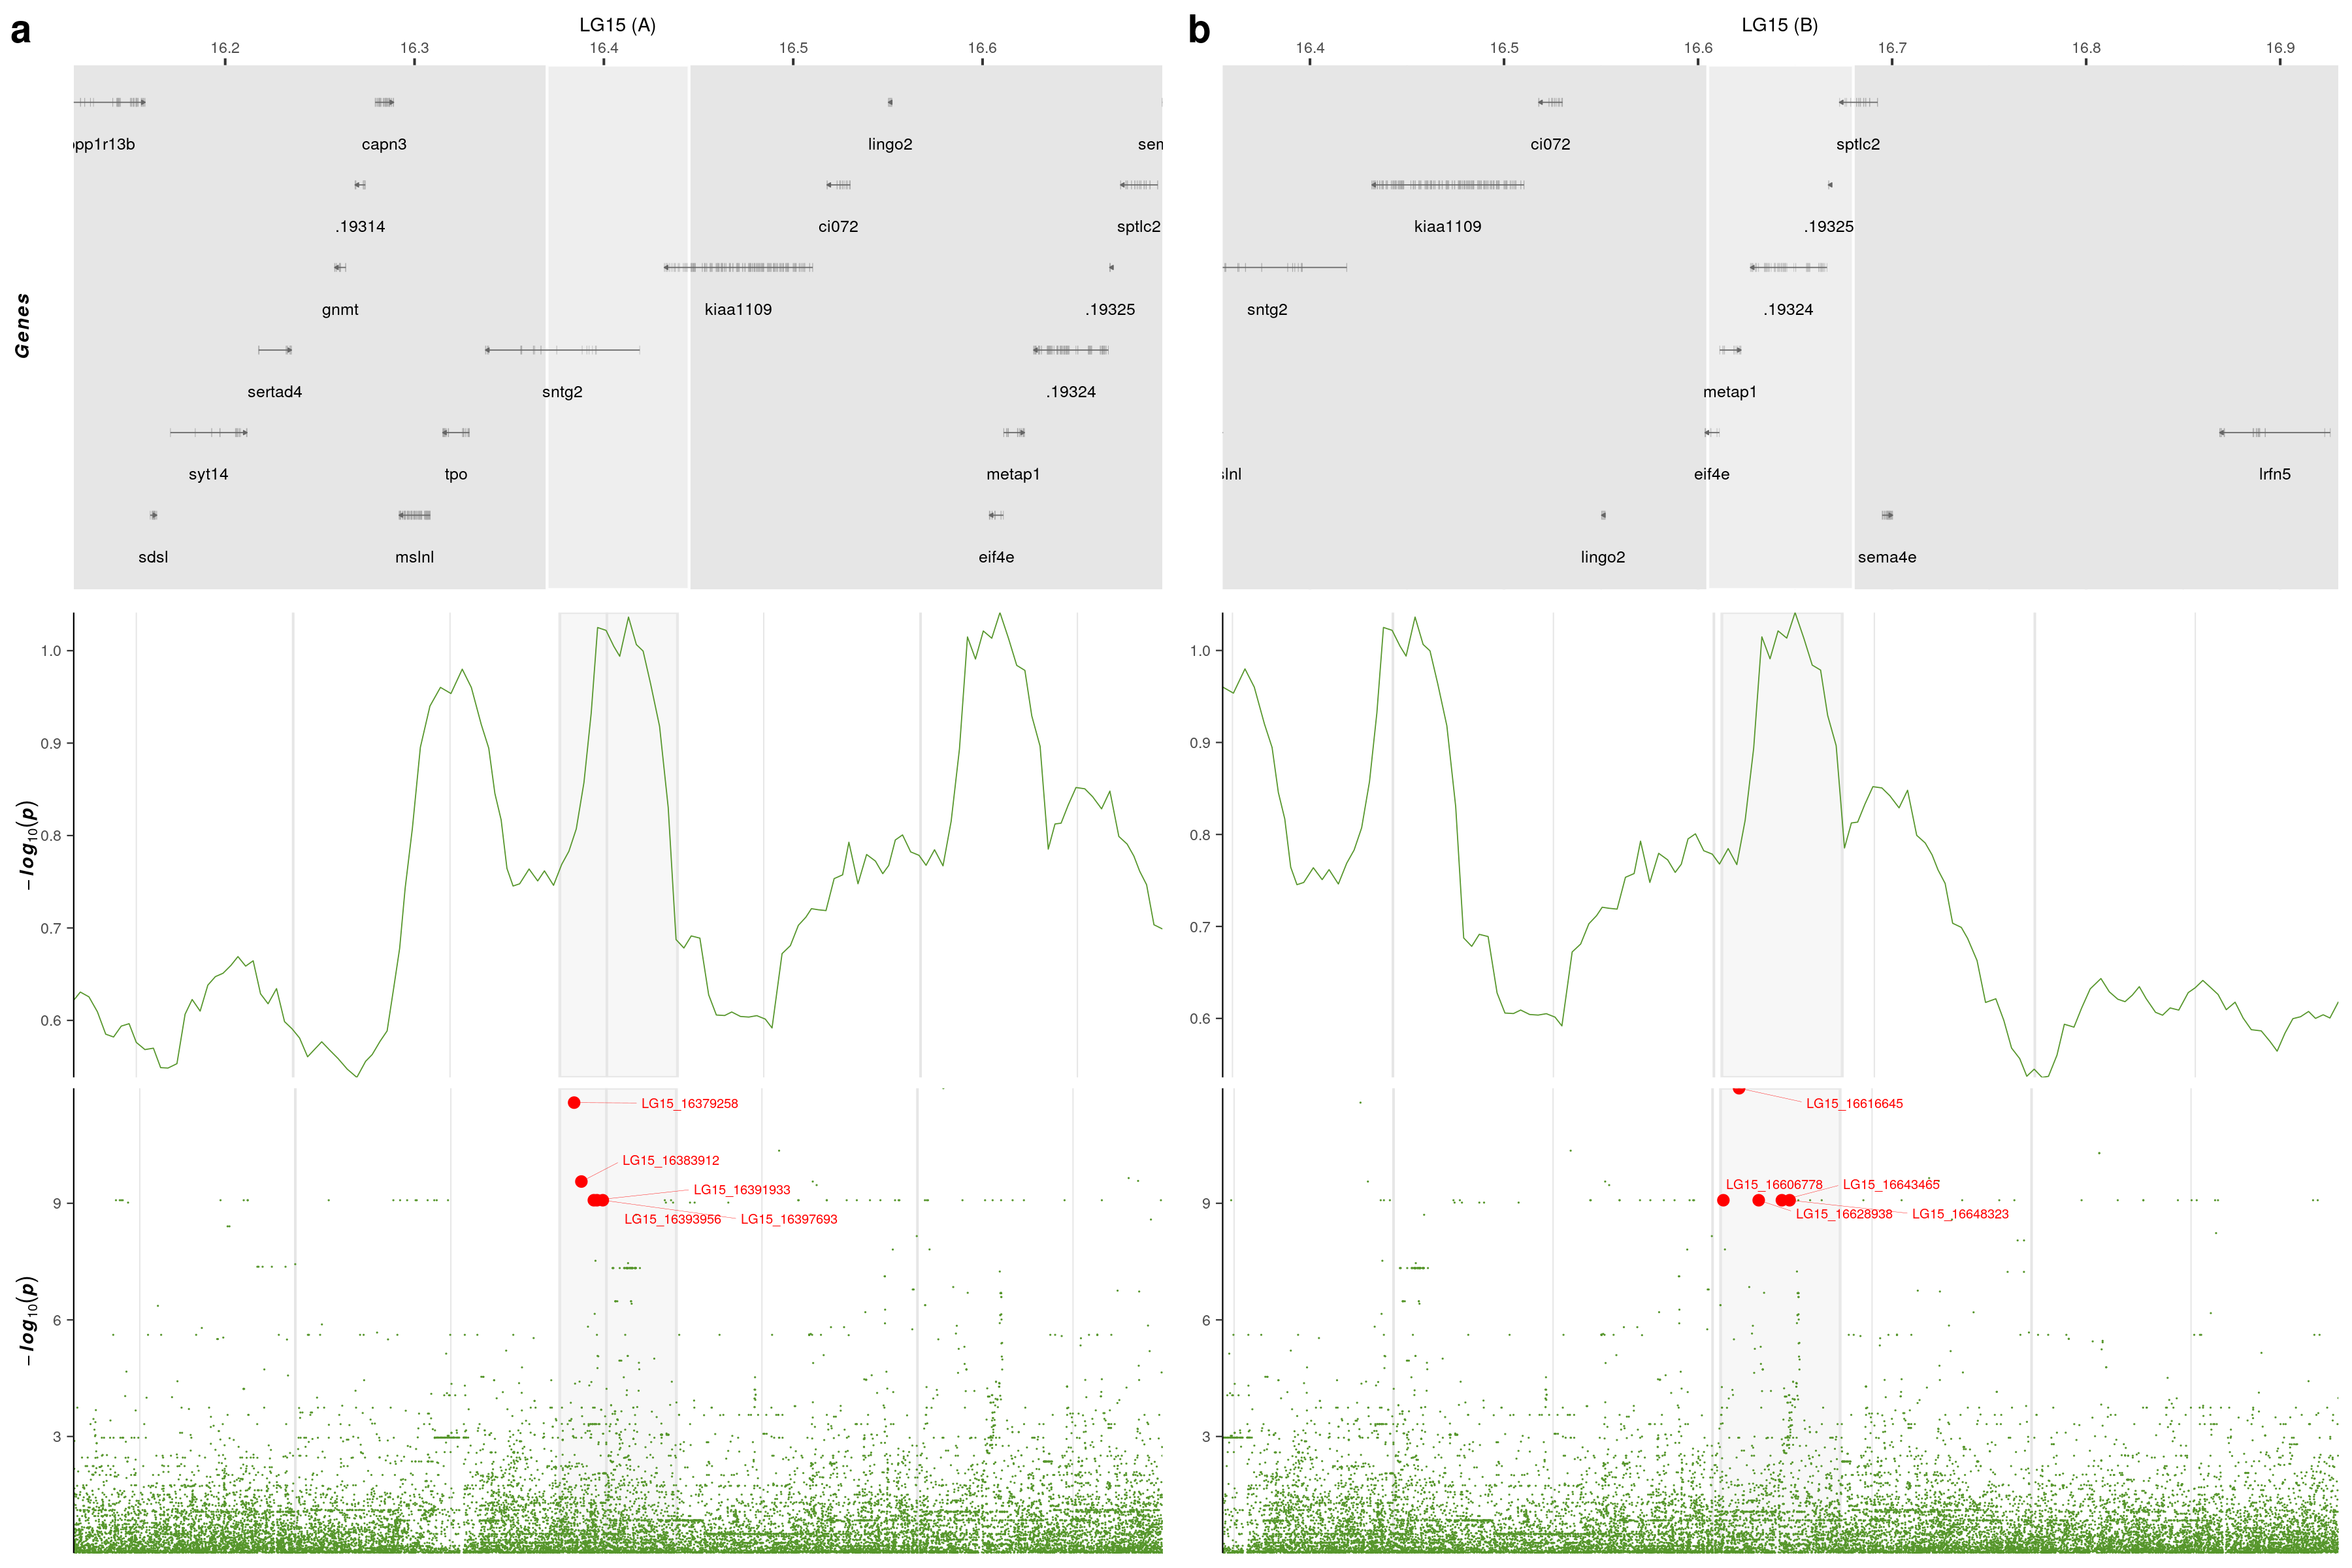 a
LG15 (A)
16.2 16.3 16.4 16.5 16.6
pp1r13b capn3 lingo2 sem
.19314 ci072 sptlc2
gnmt kiaa1109 .19325
sertad4 sntg2 .19324
syt14 tpo metap1
sdsl mslnl eif4e
Genes
1.0
0.9
0.8
0.7
0.6
−log10(p)
LG15_16379258
LG15_16383912
LG15_16391933
LG15_16393956 LG15_16397693
9
6
3
−log10(p)
b
LG15 (B)
16.4 16.5 16.6 16.7 16.8 16.9
ci072 sptlc2
kiaa1109 .19325
sntg2 .19324
metap1
slnl eif4e lrfn5
lingo2 sema4e
1.0
0.9
0.8
0.7
0.6
LG15_16616645
LG15_16606778 LG15_16643465
LG15_16628938 LG15_16648323
9
6
3